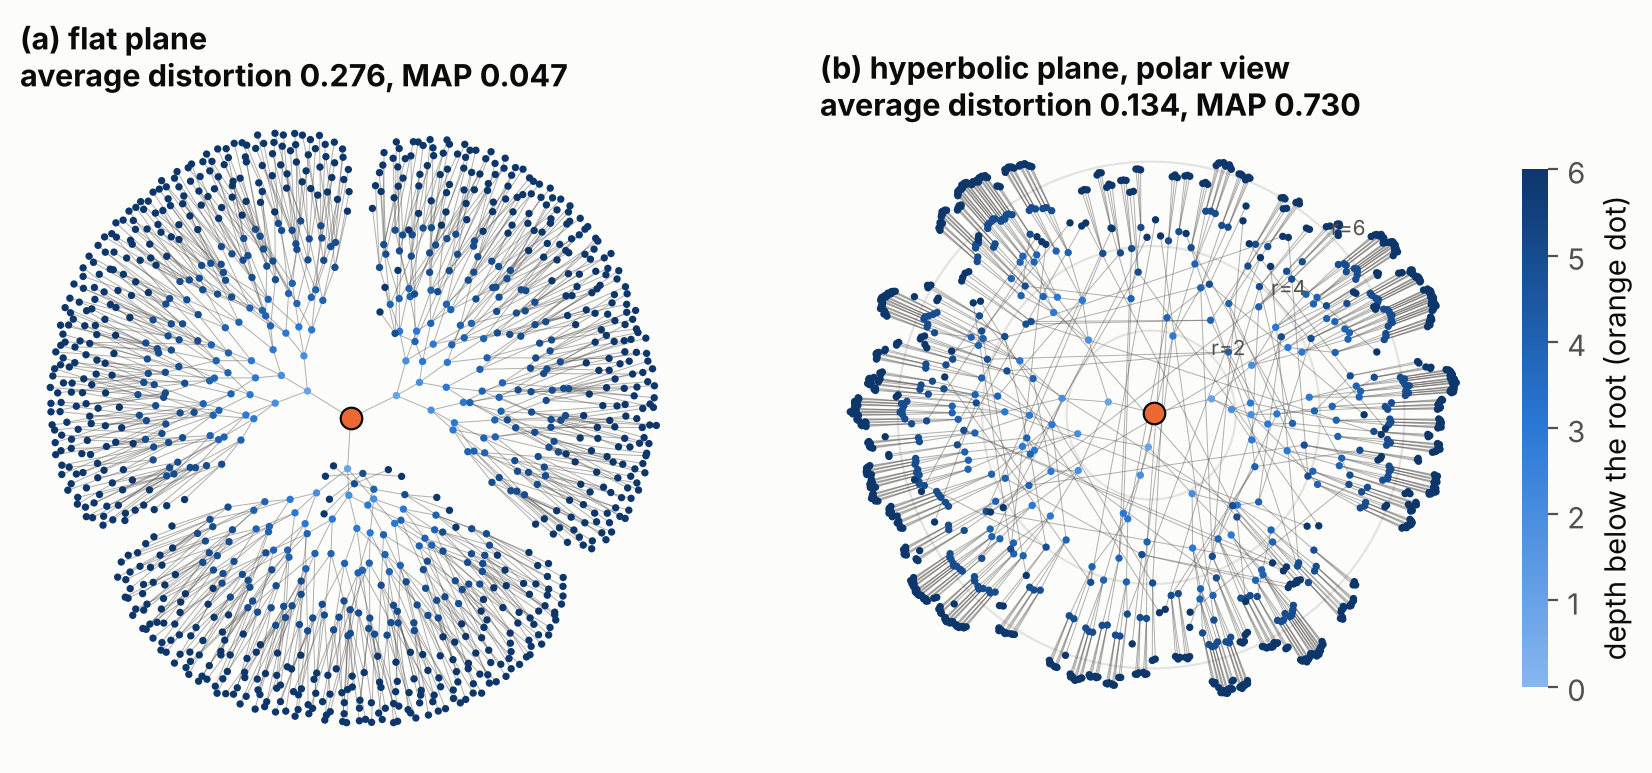 (a) flat plane
average distortion 0.276, MAP 0.047
(b) hyperbolic plane, polar view
average distortion 0.134, MAP 0.730
r=6
r=4
r=2
6
5
4
3
2
1
0
depth below the root (orange dot)